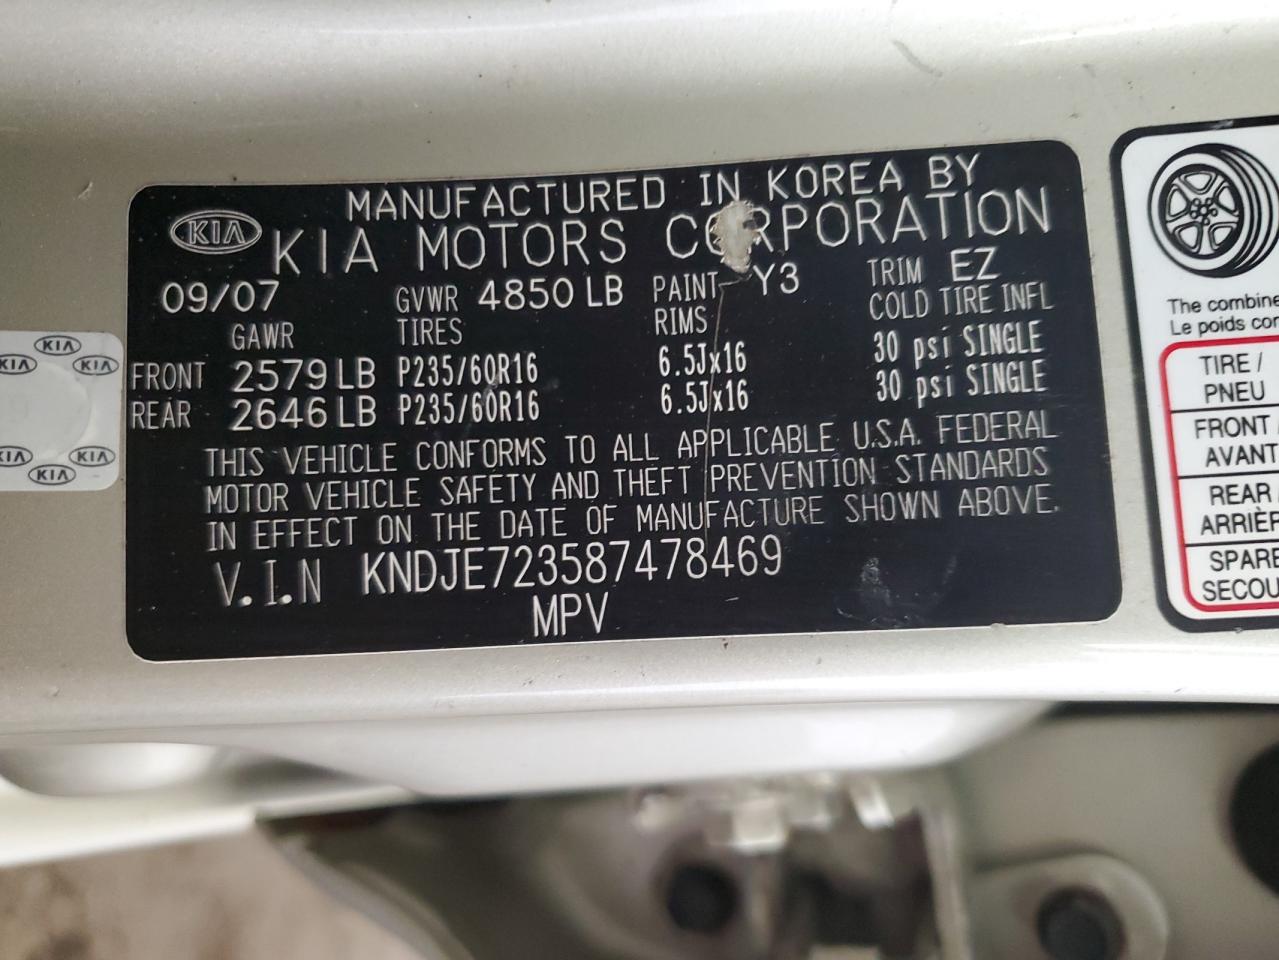 MANUFACTURED IN KOREA BY
KIA KIA MOTORS CORPORATION
09/07 GVWR 4850 LB PAINT Y3 TRIM EZ
GAWR TIRES RIMS COLD TIRE INFL
FRONT 2579 LB P235/60R16 6.5Jx16 30 psi SINGLE
REAR 2646 LB P235/60R16 6.5Jx16 30 psi SINGLE
THIS VEHICLE CONFORMS TO ALL APPLICABLE U.S.A. FEDERAL
MOTOR VEHICLE SAFETY AND THEFT PREVENTION STANDARDS
IN EFFECT ON THE DATE OF MANUFACTURE SHOWN ABOVE.
V.I.N KNDJE723587478469
MPV
KIA
KIA KIA
KIA KIA
KIA
The combine
Le poids con
TIRE /
PNEU
FRONT /
AVANT
REAR /
ARRIÈR
SPARE
SECOU